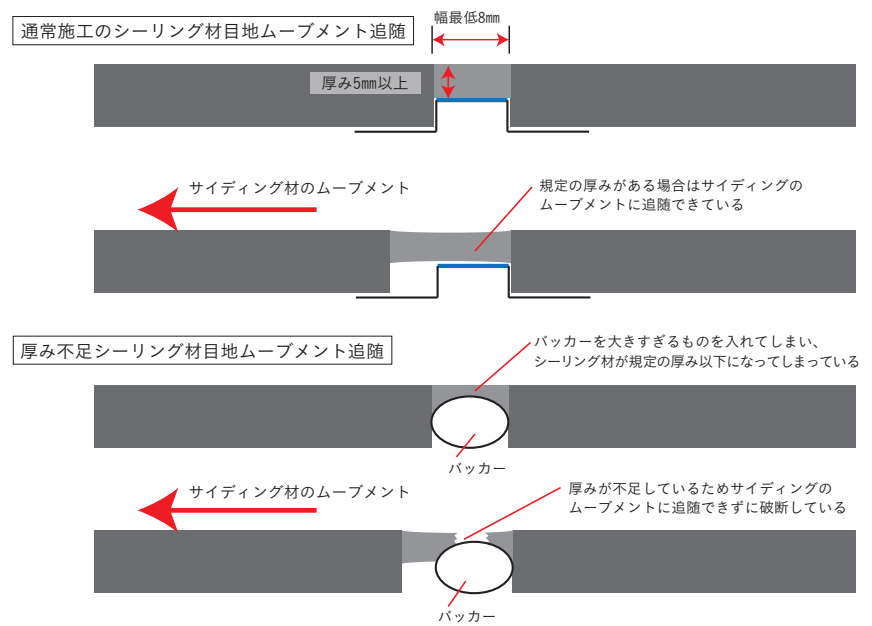 通常施工のシーリング材目地ムーブメント追随
幅最低8㎜
厚み5㎜以上
サイディング材のムーブメント
規定の厚みがある場合はサイディングの
ムーブメントに追随できている
厚み不足シーリング材目地ムーブメント追随
バッカーを大きすぎるものを入れてしまい、
シーリング材が規定の厚み以下になってしまっている
バッカー
サイディング材のムーブメント
厚みが不足しているためサイディングの
ムーブメントに追随できずに破断している
バッカー